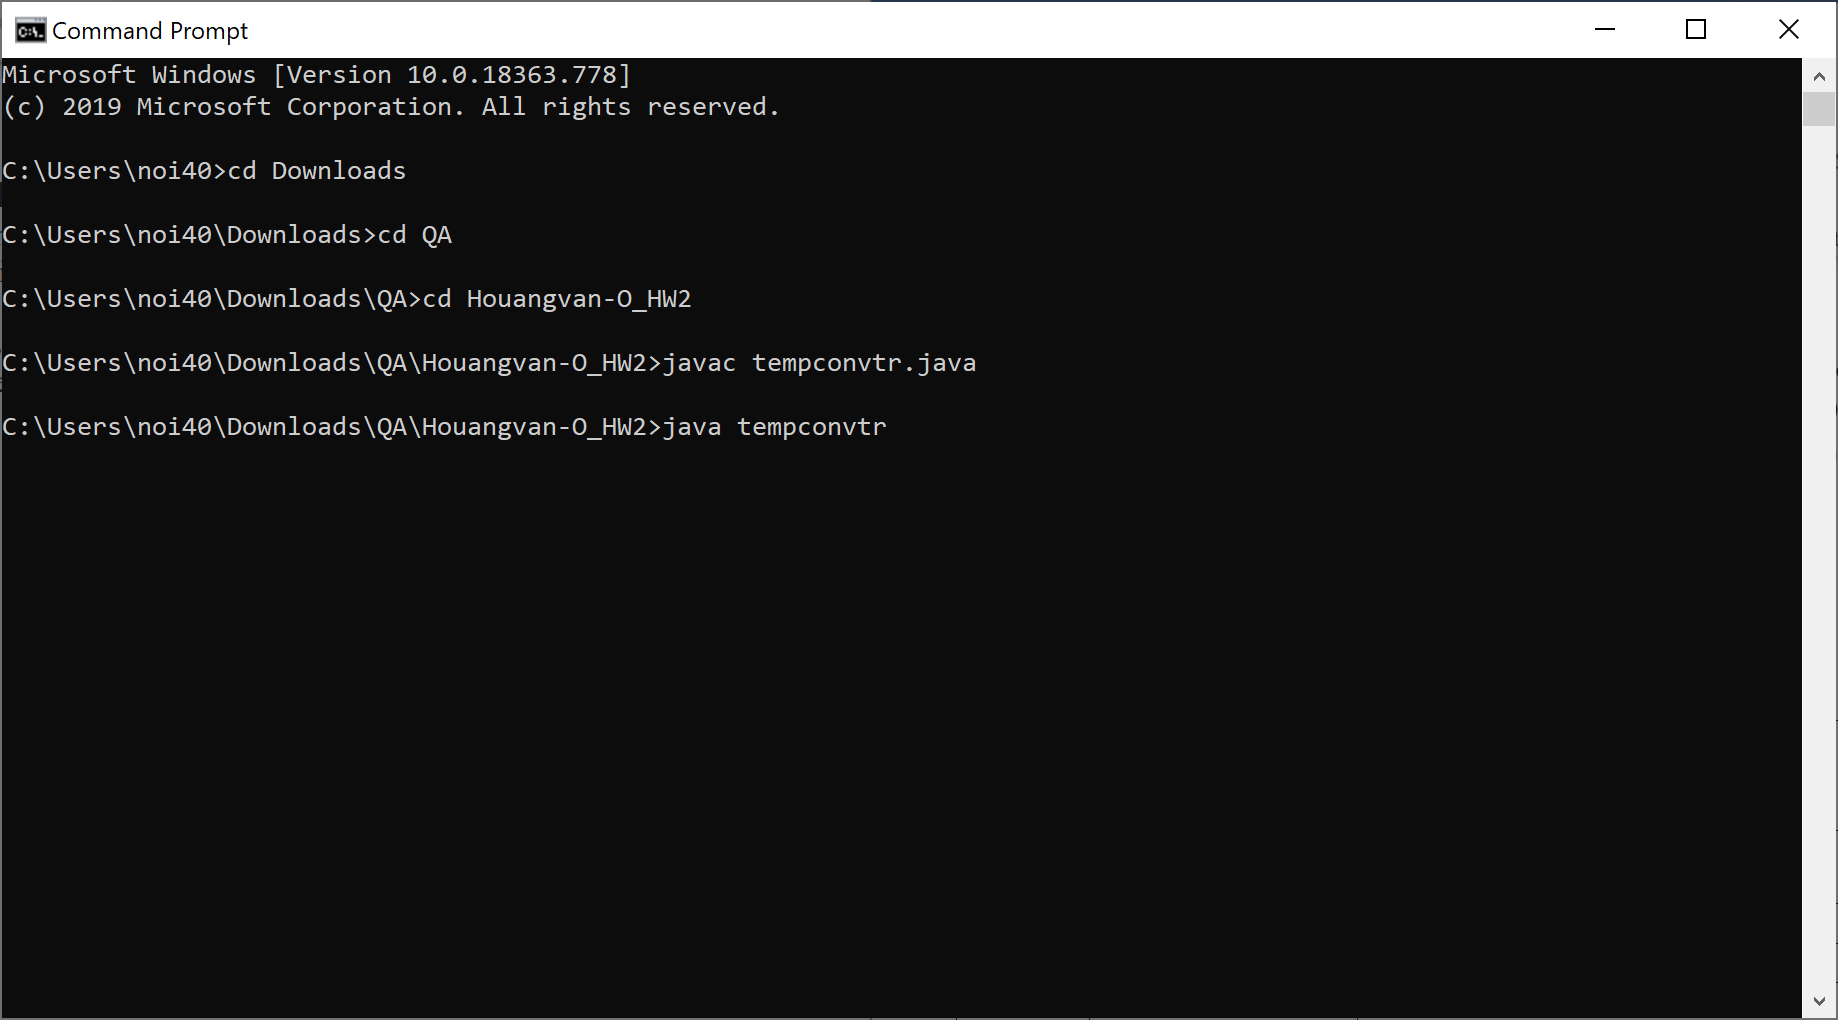 Command Prompt
Microsoft Windows [Version 10.0.18363.778]
(c) 2019 Microsoft Corporation. All rights reserved.
C:\Users\noi40>cd Downloads
C:\Users\noi40\Downloads>cd QA
C:\Users\noi40\Downloads\QA>cd Houangvan-O_HW2
C:\Users\noi40\Downloads\QA\Houangvan-O_HW2>javac tempconvtr.java
C:\Users\noi40\Downloads\QA\Houangvan-O_HW2>java tempconvtr